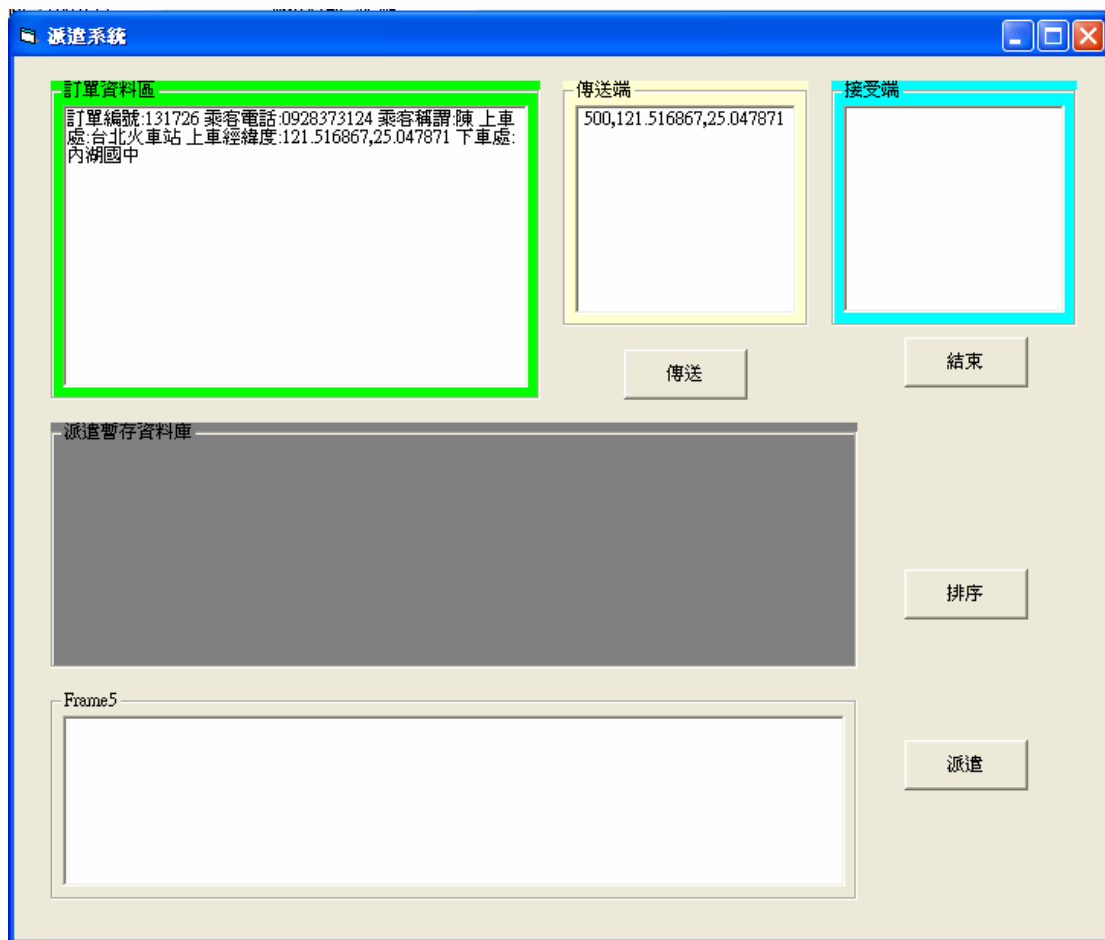 派遣系統
訂單資料區
訂單編號:131726 乘客電話:0928373124 乘客稱謂:陳 上車
處:台北火車站 上車經緯度:121.516867,25.047871 下車處:
內湖國中
傳送端
500,121.516867,25.047871
接受端
傳送
結束
派遣暫存資料庫
排序
Frame5
派遣